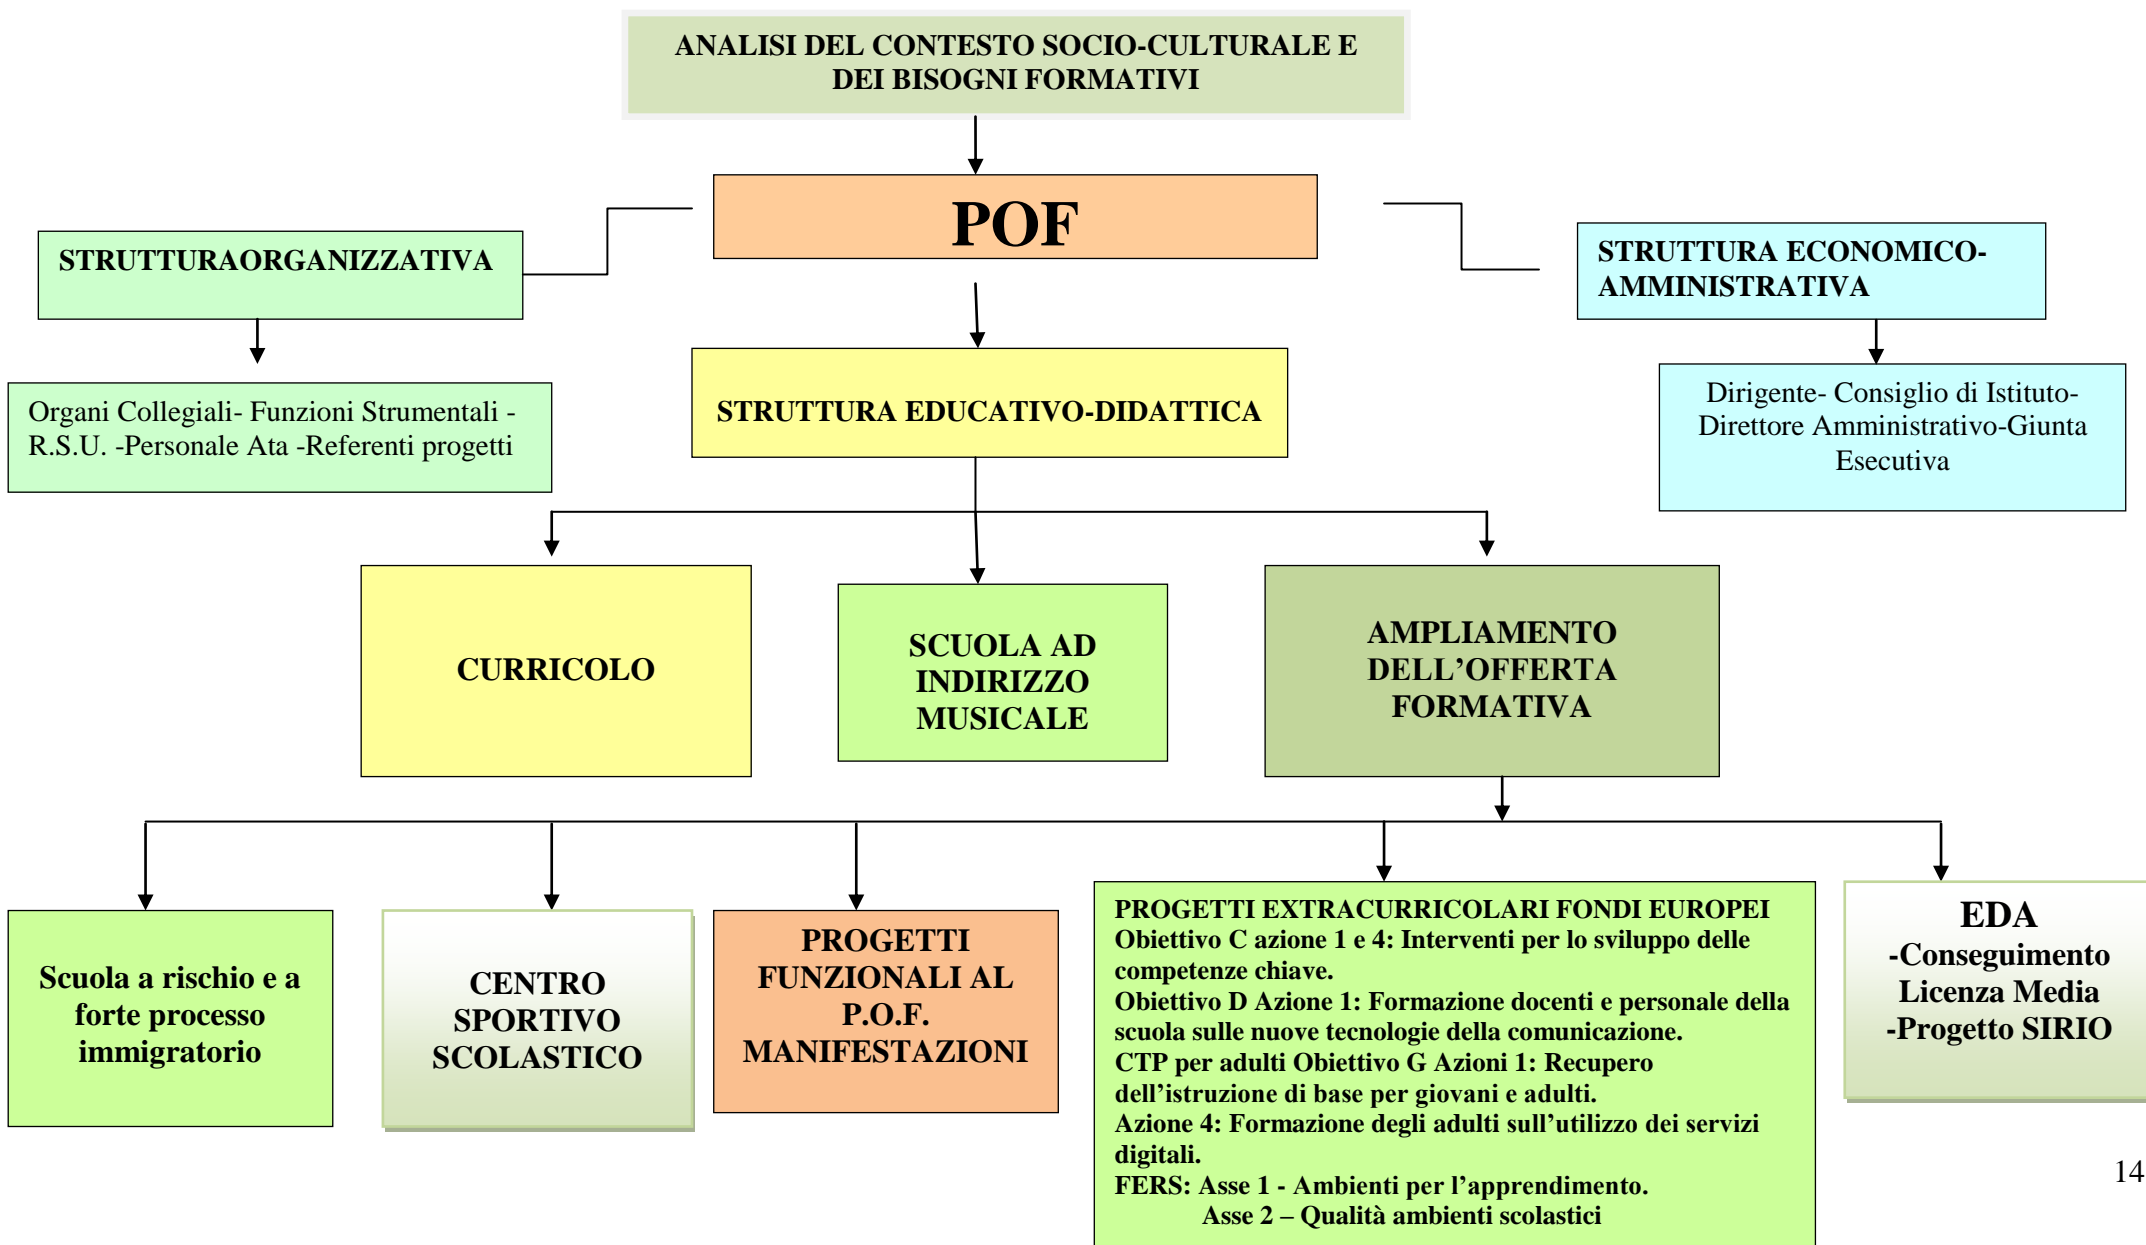 ANALISI DEL CONTESTO SOCIO-CULTURALE E
DEI BISOGNI FORMATIVI
POF
STRUTTURAORGANIZZATIVA
STRUTTURA ECONOMICO-
AMMINISTRATIVA
Organi Collegiali- Funzioni Strumentali -
R.S.U. -Personale Ata -Referenti progetti
STRUTTURA EDUCATIVO-DIDATTICA
Dirigente- Consiglio di Istituto-
Direttore Amministrativo-Giunta
Esecutiva
CURRICOLO
SCUOLA AD
INDIRIZZO
MUSICALE
AMPLIAMENTO
DELL’OFFERTA
FORMATIVA
Scuola a rischio e a
forte processo
immigratorio
CENTRO
SPORTIVO
SCOLASTICO
PROGETTI
FUNZIONALI AL
P.O.F.
MANIFESTAZIONI
PROGETTI EXTRACURRICOLARI FONDI EUROPEI
Obiettivo C azione 1 e 4: Interventi per lo sviluppo delle
competenze chiave.
Obiettivo D Azione 1: Formazione docenti e personale della
scuola sulle nuove tecnologie della comunicazione.
CTP per adulti Obiettivo G Azioni 1: Recupero
dell’istruzione di base per giovani e adulti.
Azione 4: Formazione degli adulti sull’utilizzo dei servizi
digitali.
FERS: Asse 1 - Ambienti per l’apprendimento.
Asse 2 – Qualità ambienti scolastici
EDA
-Conseguimento
Licenza Media
-Progetto SIRIO
14